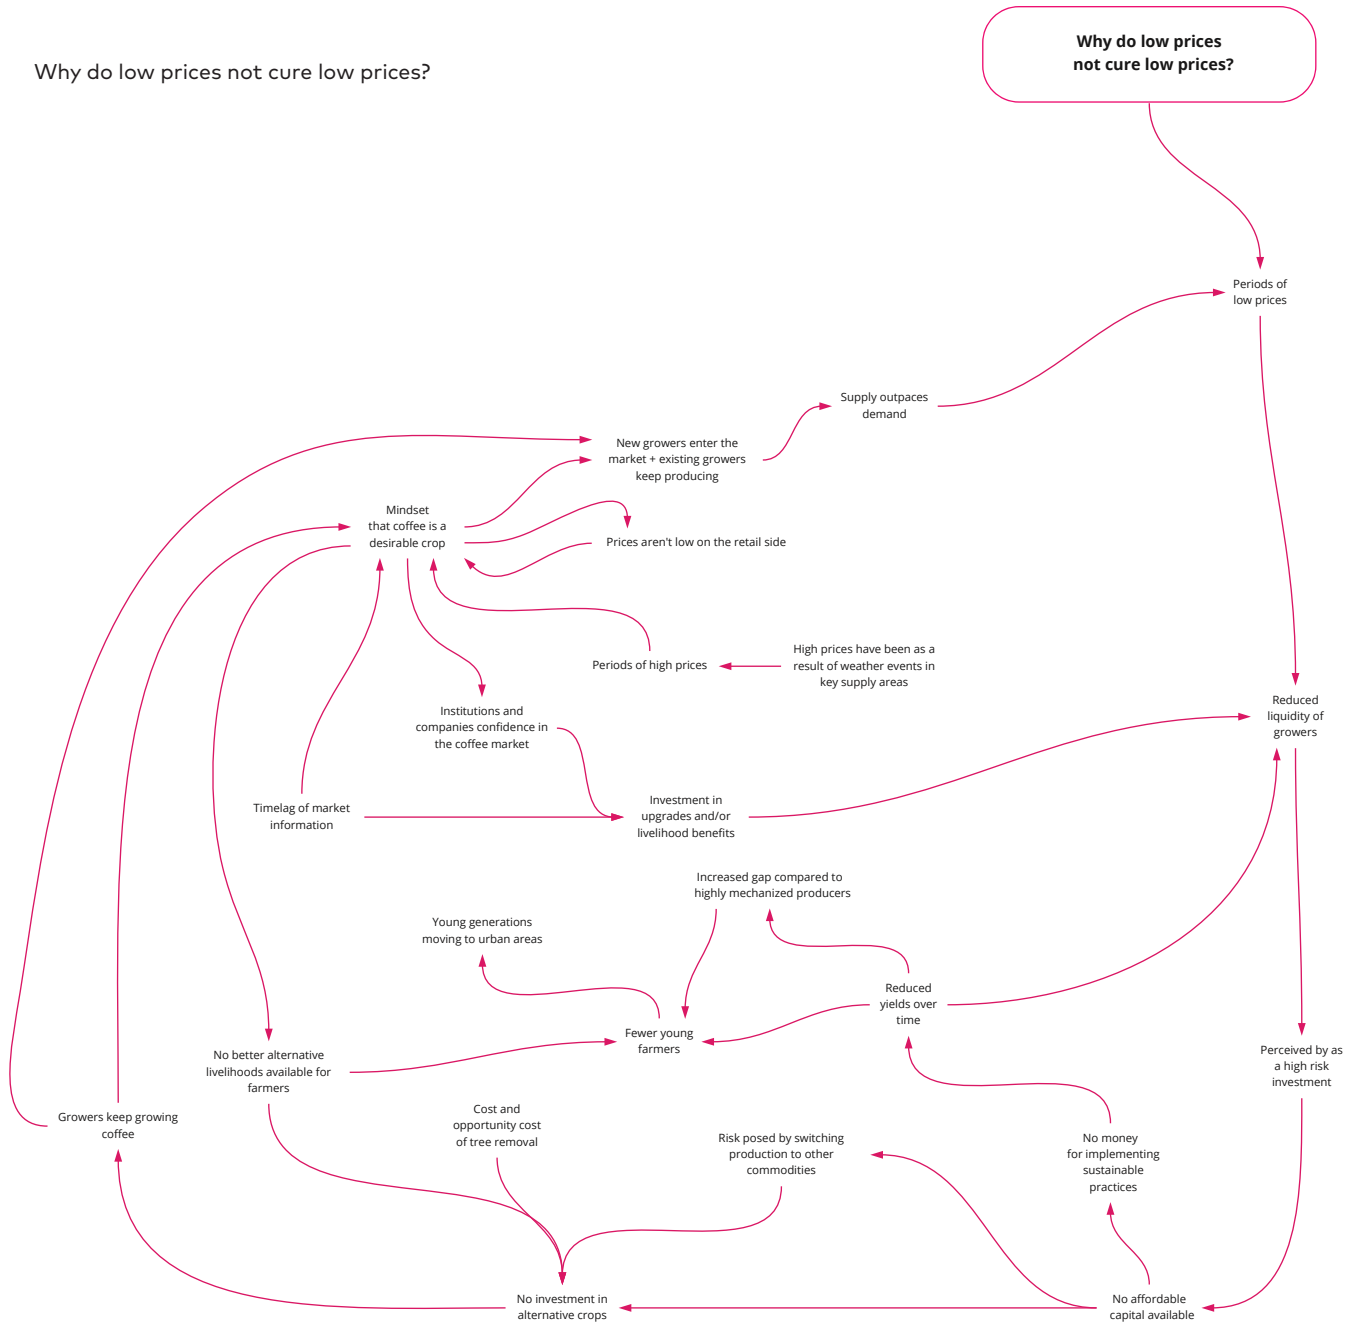 Why do low prices not cure low prices?
Why do low prices
not cure low prices?
Periods of
low prices
Supply outpaces
demand
New growers enter the
market + existing growers
keep producing
Mindset
that coffee is a
desirable crop
Prices aren't low on the retail side
Periods of high prices
High prices have been as a
result of weather events in
key supply areas
Institutions and
companies confidence in
the coffee market
Reduced
liquidity of
growers
Timelag of market
information
Investment in
upgrades and/or
livelihood benefits
Increased gap compared to
highly mechanized producers
Young generations
moving to urban areas
Reduced
yields over
time
Fewer young
farmers
No better alternative
livelihoods available for
farmers
Perceived by as
a high risk
investment
Growers keep growing
coffee
Cost and
opportunity cost
of tree removal
Risk posed by switching
production to other
commodities
No money
for implementing
sustainable
practices
No investment in
alternative crops
No affordable
capital available